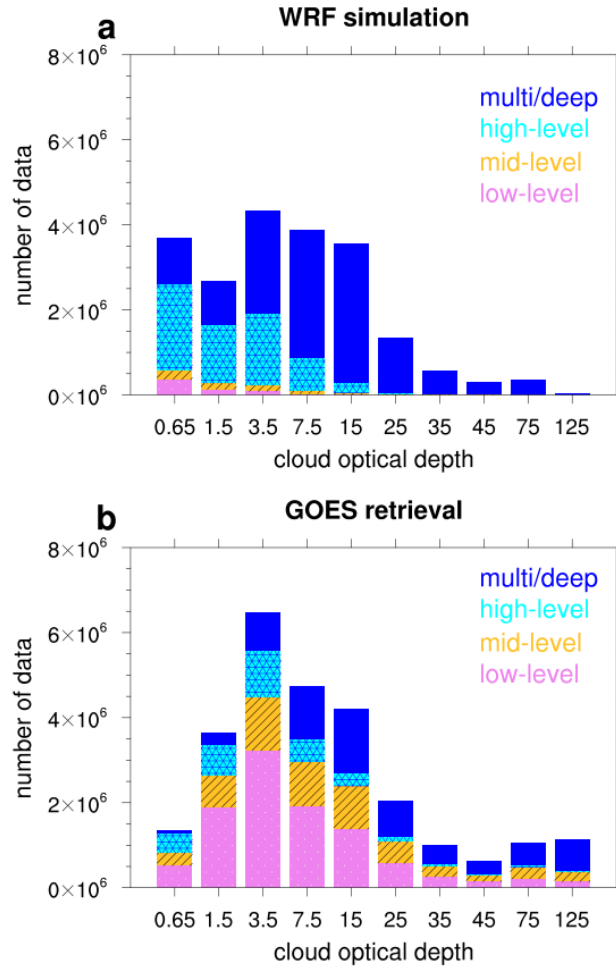 a
WRF simulation
8×10⁶
6×10⁶
4×10⁶
2×10⁶
0×10⁶
number of data
multi/deep
high-level
mid-level
low-level
0.65 1.5 3.5 7.5 15 25 35 45 75 125
cloud optical depth
b
GOES retrieval
8×10⁶
6×10⁶
4×10⁶
2×10⁶
0×10⁶
number of data
multi/deep
high-level
mid-level
low-level
0.65 1.5 3.5 7.5 15 25 35 45 75 125
cloud optical depth